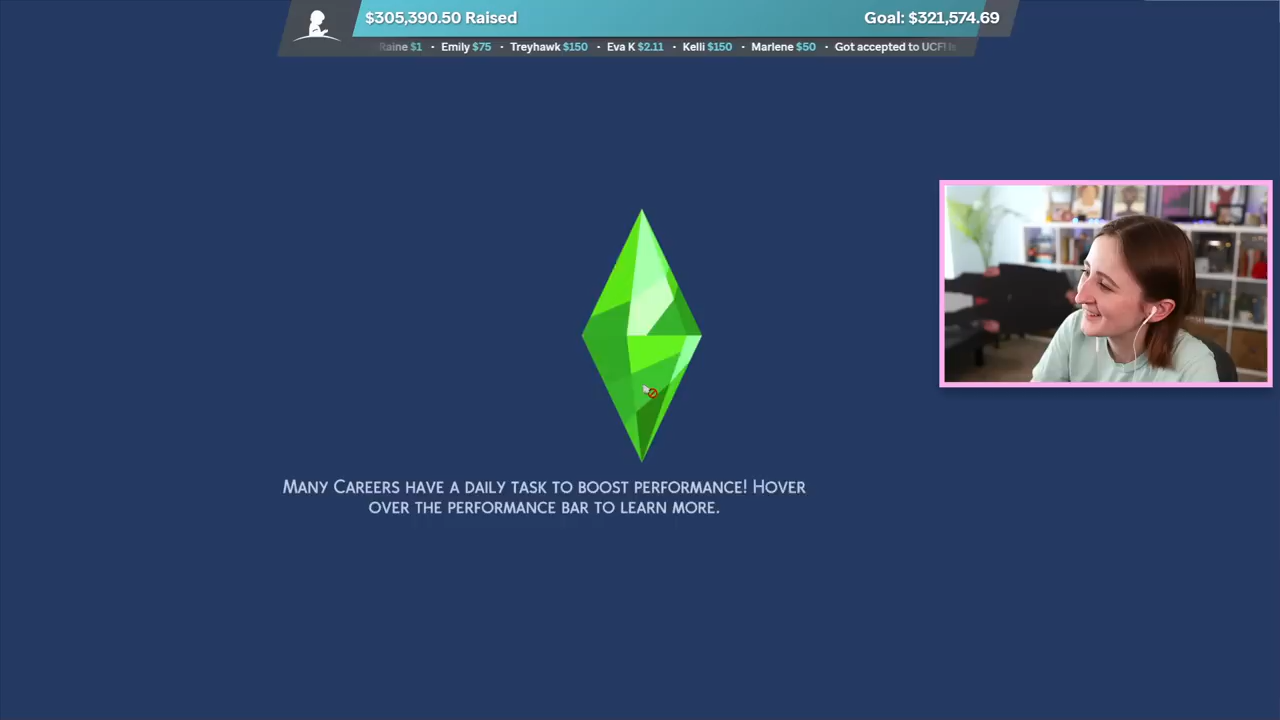 $305,390.50 Raised
Goal: $321,574.69
Raine $1 · Emily $75 · Treyhawk $150 · Eva K $2.11 · Kelli $150 · Marlene $50 · Got accepted to UCF!
Many Careers have a daily task to boost performance! Hover
over the performance bar to learn more.